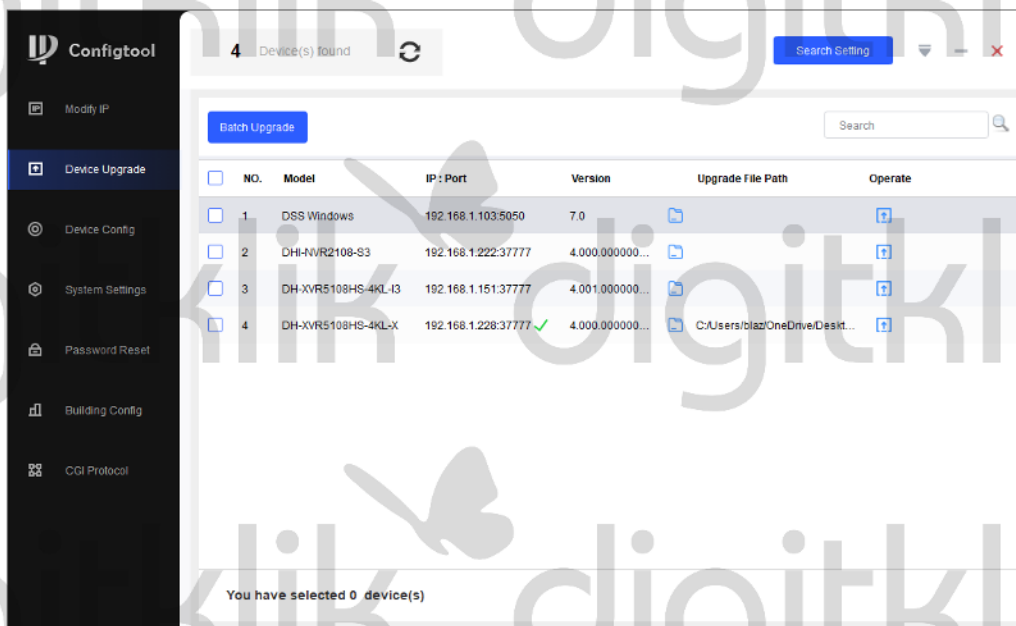 Configtool
4 Device(s) found
Search Setting
Modify IP
Device Upgrade
Device Config
System Settings
Password Reset
Building Config
CGI Protocol
Batch Upgrade
Search
NO. Model IP : Port Version Upgrade File Path Operate
1 DSS Windows 192.168.1.103:5050 7.0
2 DHI-NVR2108-S3 192.168.1.222:37777 4.000.000000...
3 DH-XVR5108HS-4KL-I3 192.168.1.151:37777 4.001.000000...
4 DH-XVR5108HS-4KL-X 192.168.1.228:37777 4.000.000000... C:/Users/blaz/OneDrive/Deskt...
You have selected 0 device(s)
digitklik